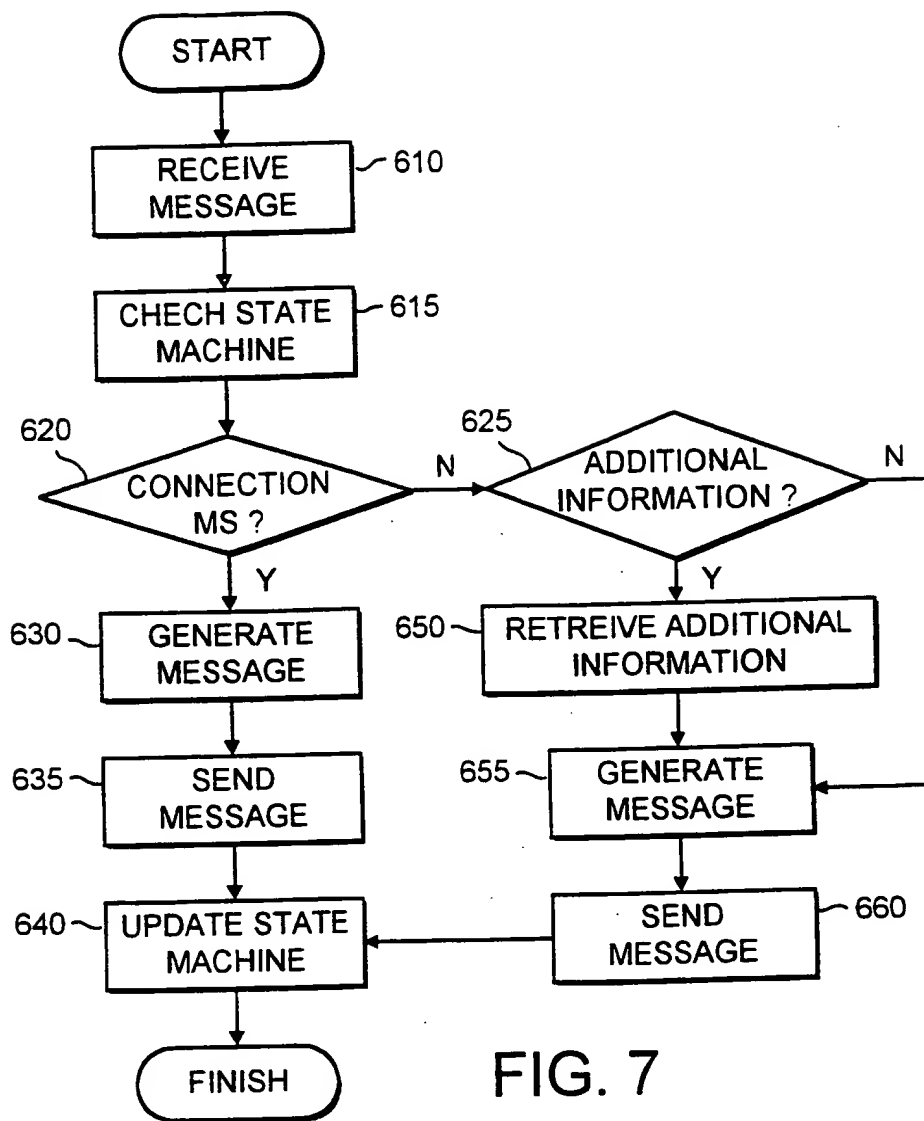 START
RECEIVE
MESSAGE
610
CHECH STATE
MACHINE
615
620
CONNECTION
MS ?
N
Y
625
ADDITIONAL
INFORMATION ?
N
Y
630
GENERATE
MESSAGE
650
RETREIVE ADDITIONAL
INFORMATION
635
SEND
MESSAGE
655
GENERATE
MESSAGE
640
UPDATE STATE
MACHINE
SEND
MESSAGE
660
FINISH
FIG. 7